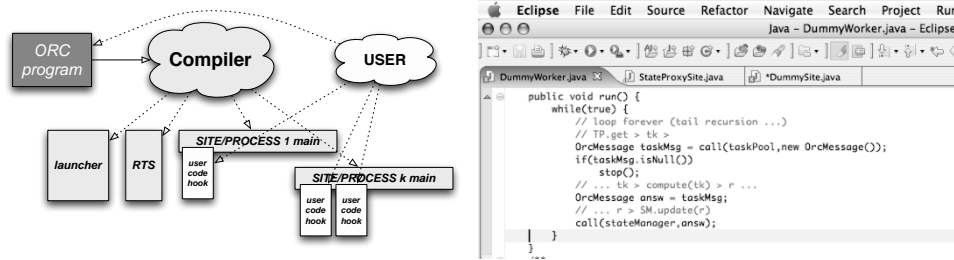 ORC
program
Compiler
USER
launcher
RTS
SITE/PROCESS 1 main
user
code
hook
SITE/PROCESS k main
user
code
hook
user
code
hook
Eclipse File Edit Source Refactor Navigate Search Project Run
Java – DummyWorker.java – Eclipse
DummyWorker.java StateProxySite.java *DummySite.java
public void run() {
while(true) {
// loop forever (tail recursion ...)
// TP.get > tk >
OrcMessage taskMsg = call(taskPool,new OrcMessage());
if(taskMsg.isNull())
stop();
// ... tk > compute(tk) > r ...
OrcMessage answ = taskMsg;
// ... r > SM.update(r)
call(stateManager,answ);
}
}
/**